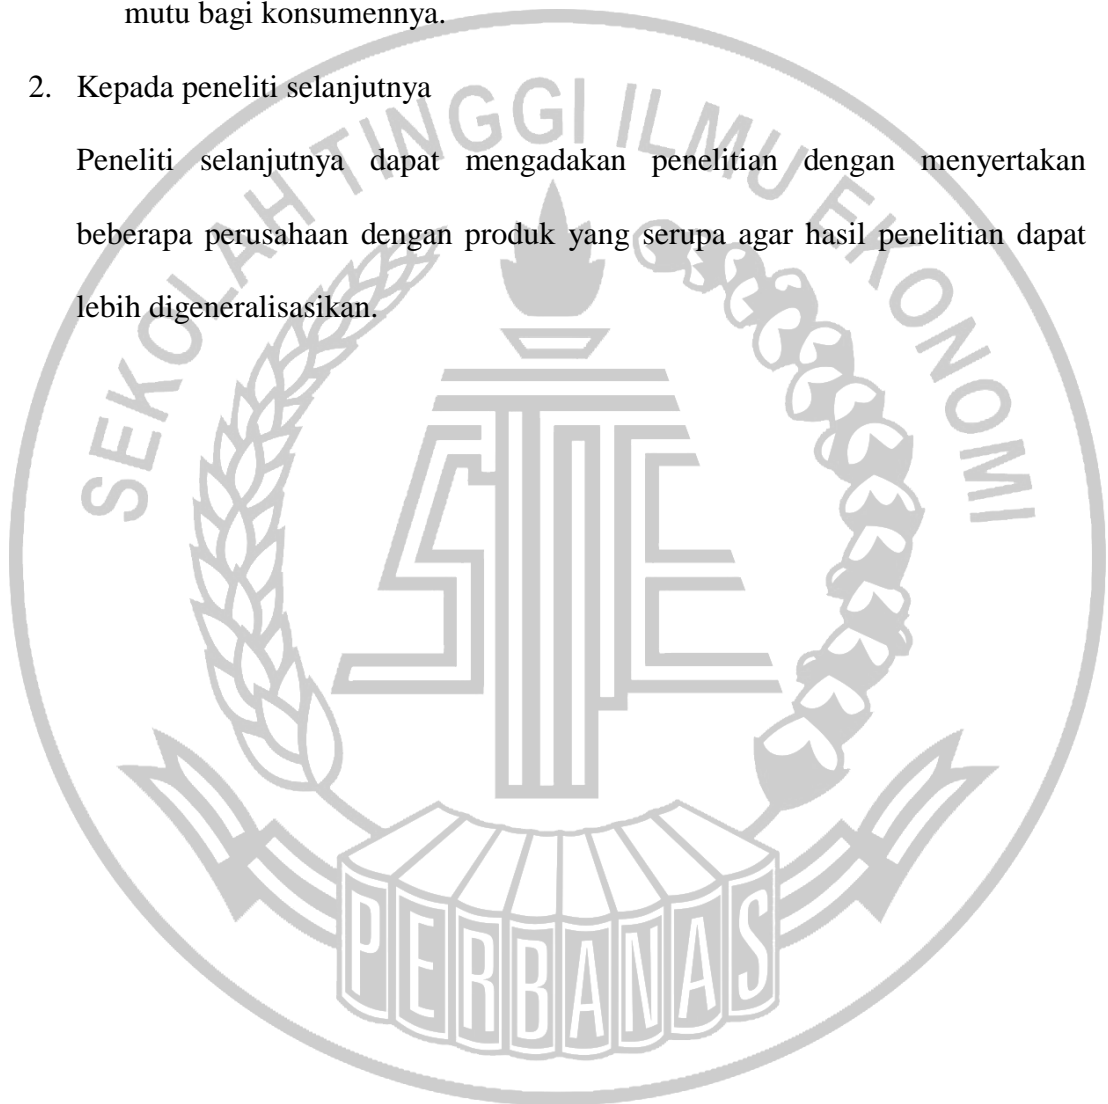 mutu bagi konsumennya.
2. Kepada peneliti selanjutnya
Peneliti selanjutnya dapat mengadakan penelitian dengan menyertakan
beberapa perusahaan dengan produk yang serupa agar hasil penelitian dapat
lebih digeneralisasikan.
SEKOLAH TINGGI ILMU EKONOMI
STIE
PERBANAS